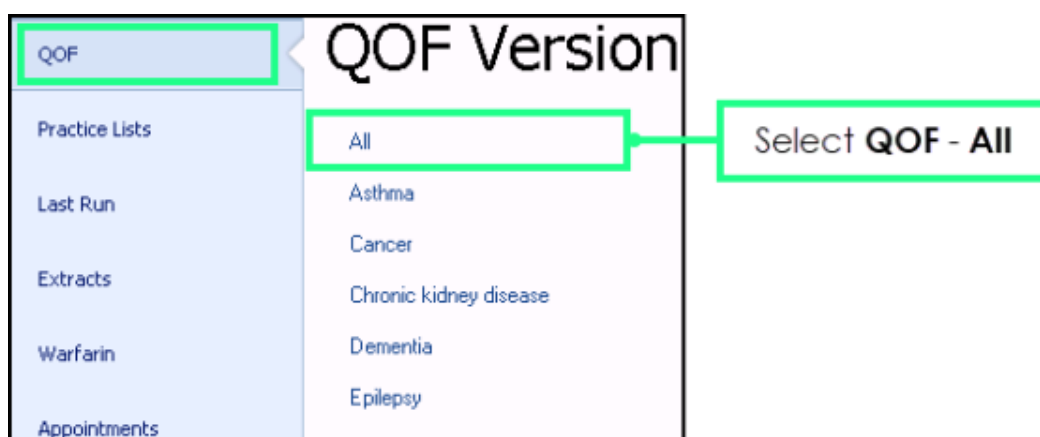 QOF
Practice Lists
Last Run
Extracts
Warfarin
Appointments
QOF Version
All
Asthma
Cancer
Chronic kidney disease
Dementia
Epilepsy
Select QOF - All